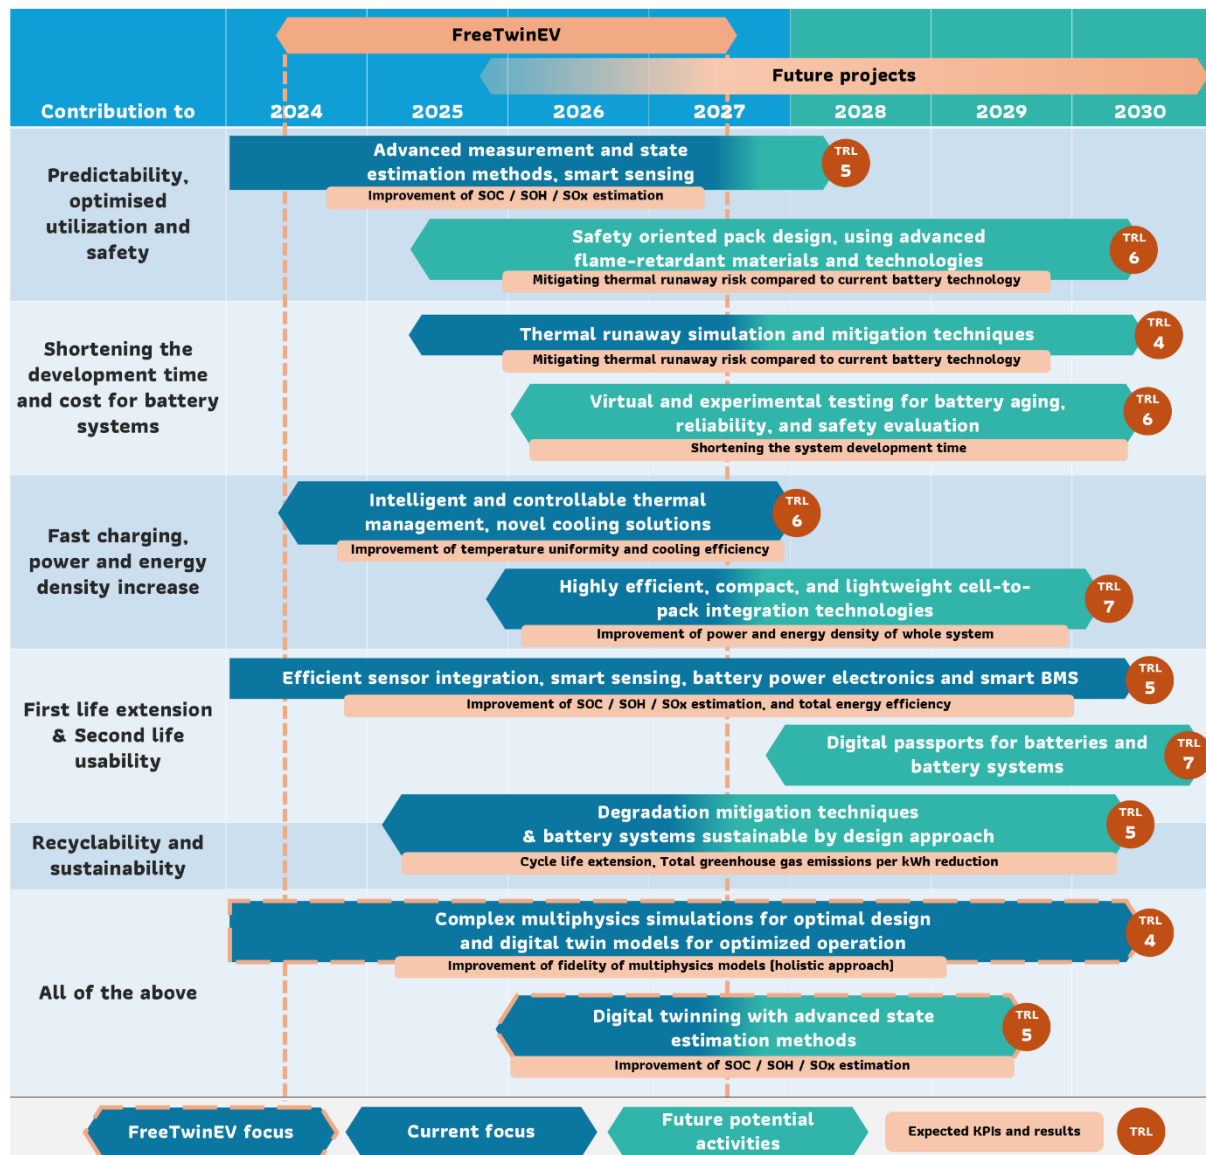 FreeTwinEV
Future projects
Contribution to
2024
2025
2026
2027
2028
2029
2030
Predictability,
optimised
utilization and
safety
Advanced measurement and state
estimation methods, smart sensing
TRL
5
Improvement of SOC / SOH / SOx estimation
Safety oriented pack design, using advanced
flame-retardant materials and technologies
TRL
6
Mitigating thermal runaway risk compared to current battery technology
Shortening the
development time
and cost for battery
systems
Thermal runaway simulation and mitigation techniques
TRL
4
Mitigating thermal runaway risk compared to current battery technology
Virtual and experimental testing for battery aging,
reliability, and safety evaluation
TRL
6
Shortening the system development time
Fast charging,
power and energy
density increase
Intelligent and controllable thermal
management, novel cooling solutions
TRL
6
Improvement of temperature uniformity and cooling efficiency
Highly efficient, compact, and lightweight cell-to-
pack integration technologies
TRL
7
Improvement of power and energy density of whole system
First life extension
& Second life
usability
Efficient sensor integration, smart sensing, battery power electronics and smart BMS
TRL
5
Improvement of SOC / SOH / SOx estimation, and total energy efficiency
Digital passports for batteries and
battery systems
TRL
7
Recyclability and
sustainability
Degradation mitigation techniques
& battery systems sustainable by design approach
TRL
5
Cycle life extension, Total greenhouse gas emissions per kWh reduction
All of the above
Complex multiphysics simulations for optimal design
and digital twin models for optimized operation
TRL
4
Improvement of fidelity of multiphysics models (holistic approach)
Digital twinning with advanced state
estimation methods
TRL
5
Improvement of SOC / SOH / SOx estimation
FreeTwinEV focus
Current focus
Future potential
activities
Expected KPIs and results
TRL